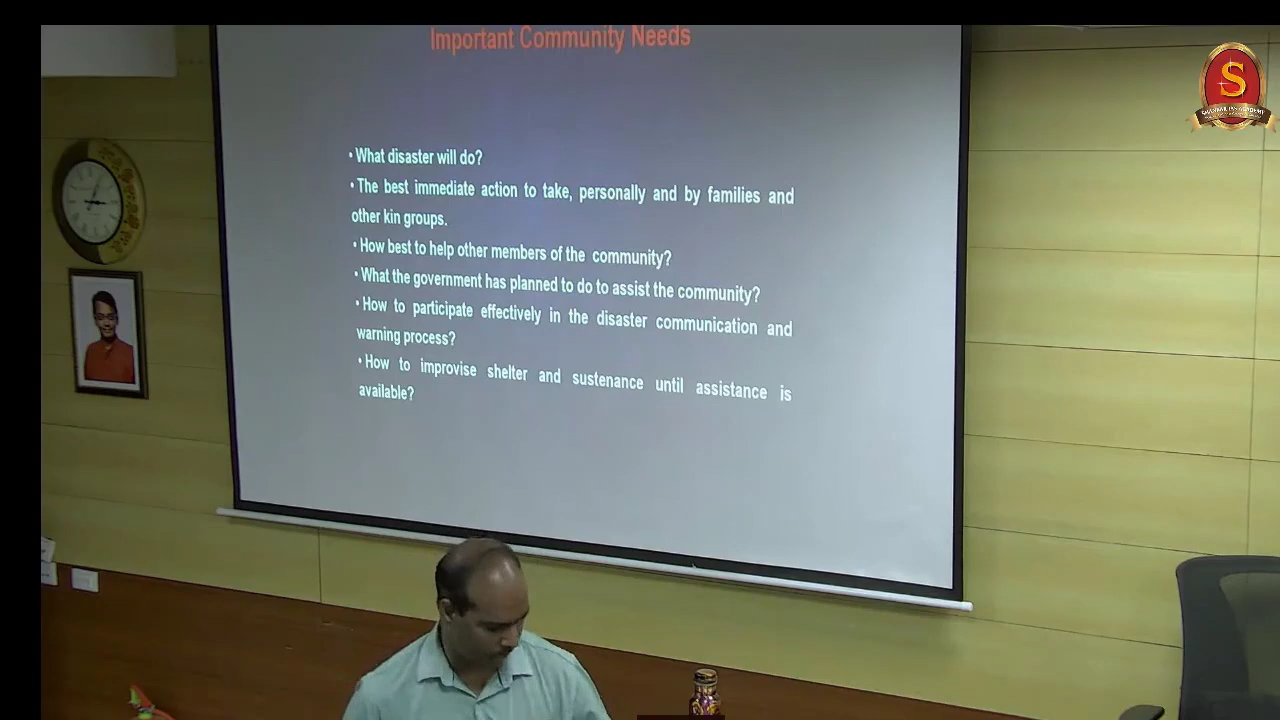 Important Community Needs
• What disaster will do?
• The best immediate action to take, personally and by families and
other kin groups.
• How best to help other members of the community?
• What the government has planned to do to assist the community?
• How to participate effectively in the disaster communication and
warning process?
• How to improvise shelter and sustenance until assistance is
available?
S
SHANKAR IAS ACADEMY